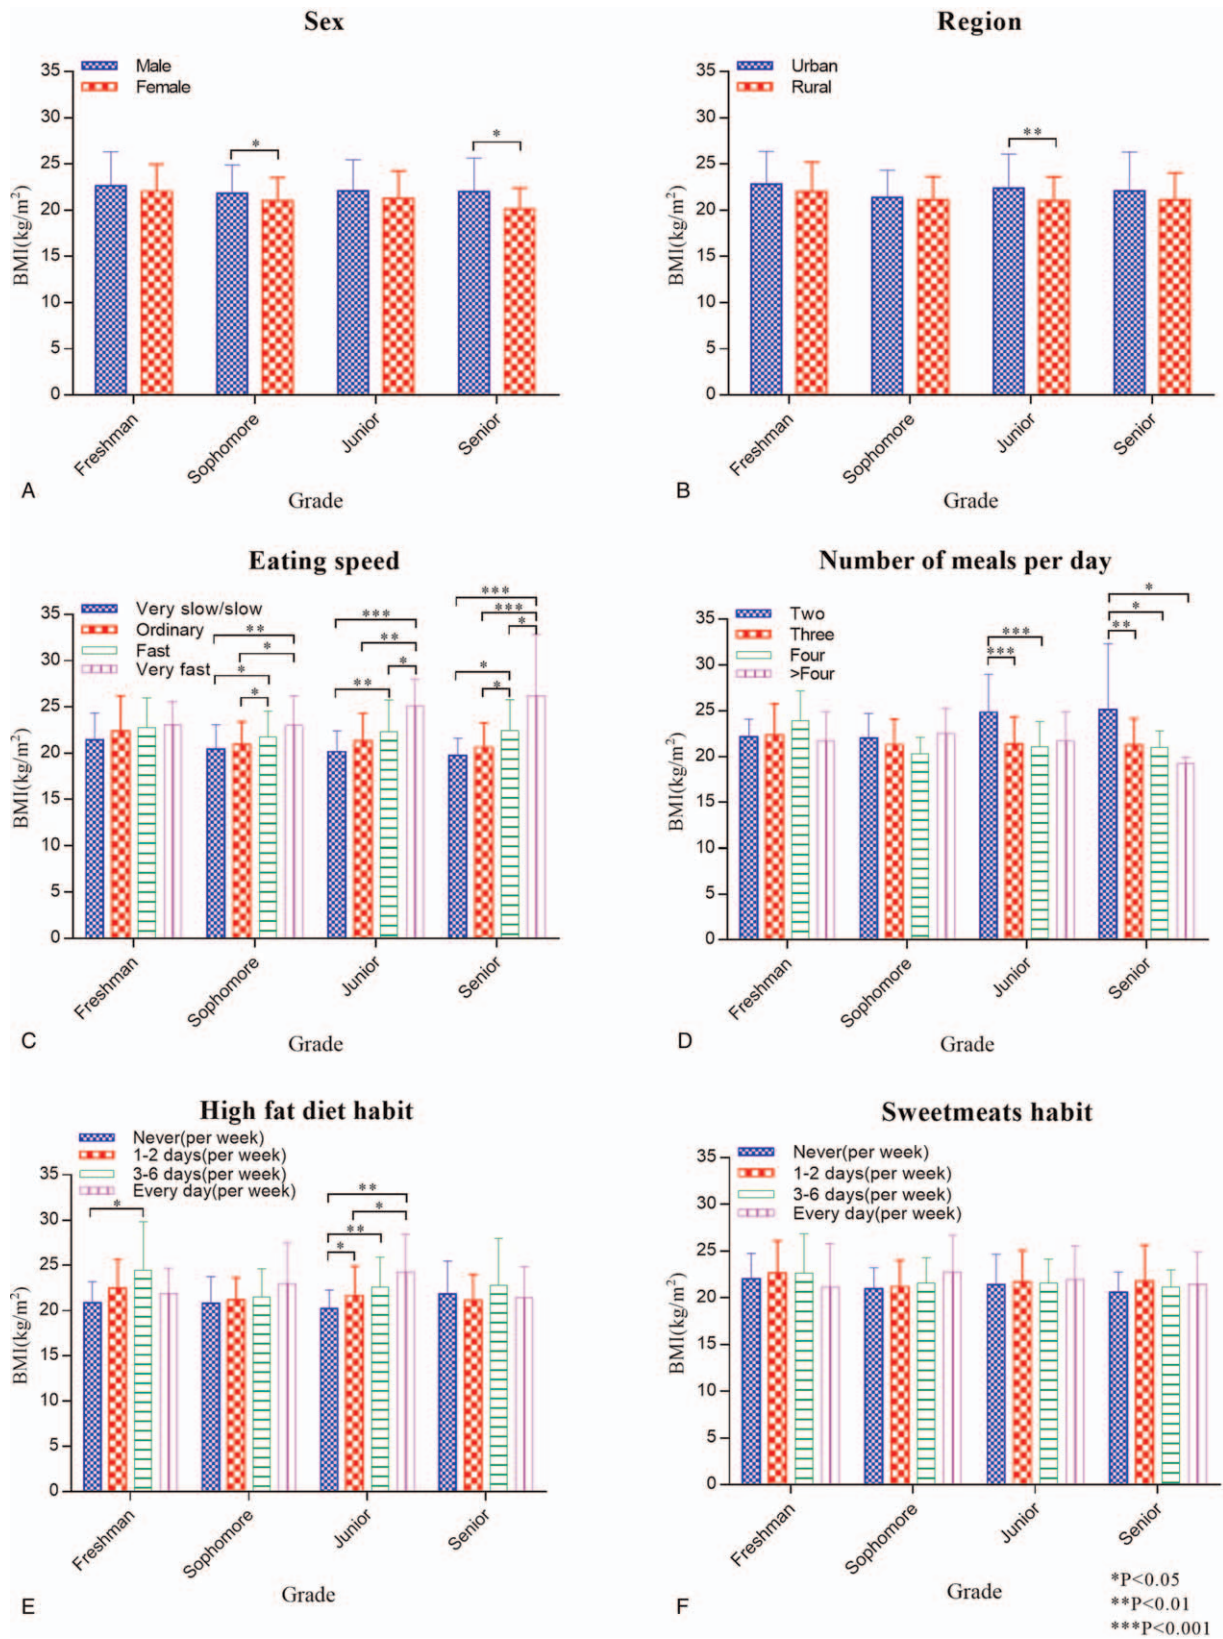 Sex
Male
Female
35
30
25
20
15
10
5
0
BMI(kg/m²)
*
*
Freshman
Sophomore
Junior
Senior
A
Grade
Region
Urban
Rural
35
30
25
20
15
10
5
0
BMI(kg/m²)
**
Freshman
Sophomore
Junior
Senior
B
Grade
Eating speed
Very slow/slow
Ordinary
Fast
Very fast
35
30
25
20
15
10
5
0
BMI(kg/m²)
**
*
*
*
***
**
*
**
***
***
*
*
*
Freshman
Sophomore
Junior
Senior
C
Grade
Number of meals per day
Two
Three
Four
>Four
35
30
25
20
15
10
5
0
BMI(kg/m²)
***
***
*
*
**
Freshman
Sophomore
Junior
Senior
D
Grade
High fat diet habit
Never(per week)
1-2 days(per week)
3-6 days(per week)
Every day(per week)
35
30
25
20
15
10
5
0
BMI(kg/m²)
*
**
*
**
*
Freshman
Sophomore
Junior
Senior
E
Grade
Sweetmeats habit
Never(per week)
1-2 days(per week)
3-6 days(per week)
Every day(per week)
35
30
25
20
15
10
5
0
BMI(kg/m²)
Freshman
Sophomore
Junior
Senior
F
Grade
*P<0.05
**P<0.01
***P<0.001